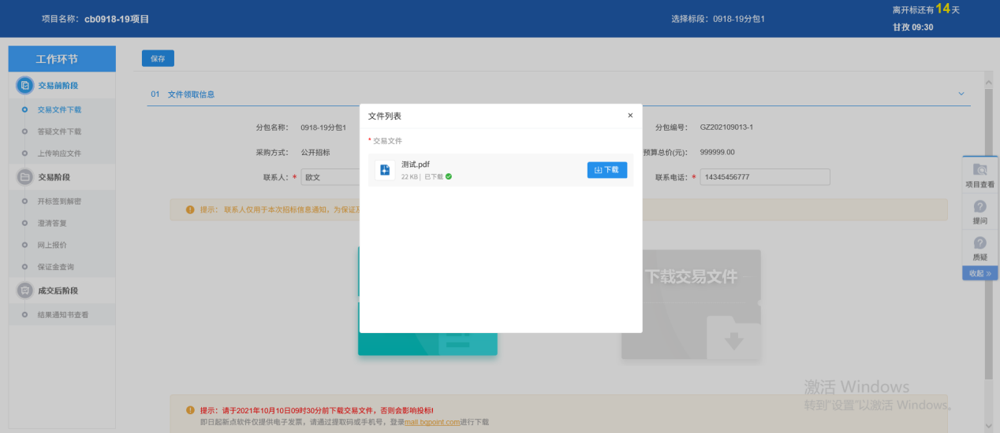 项目名称： cb0918-19项目
选择标段： 0918-19分包1
离开标还有14天
甘孜 09:30
工作环节
保存
交易前阶段
01 文件领取信息
交易文件下载
答疑文件下载
上传响应文件
交易阶段
开标签到解密
澄清答复
网上报价
保证金查询
成交后阶段
结果通知书查看
分包名称： 0918-19分包1
分包编号： GZ202109013-1
采购方式： 公开招标
预算总价(元)： 999999.00
联系人： * 欧文
联系电话： * 14345456777
提示： 联系人仅用于本次招标信息通知，为保证
文件列表 ×
* 交易文件
测试.pdf
22 KB | 已下载
下载
下载交易文件
项目查看
提问
质疑
收起 »
激活 Windows
转到"设置"以激活 Windows。
提示：请于2021年10月10日09时30分前下载交易文件，否则会影响投标!
即日起新点软件仅提供电子发票，请通过提取码或手机号，登录mail.bqpoint.com进行下载